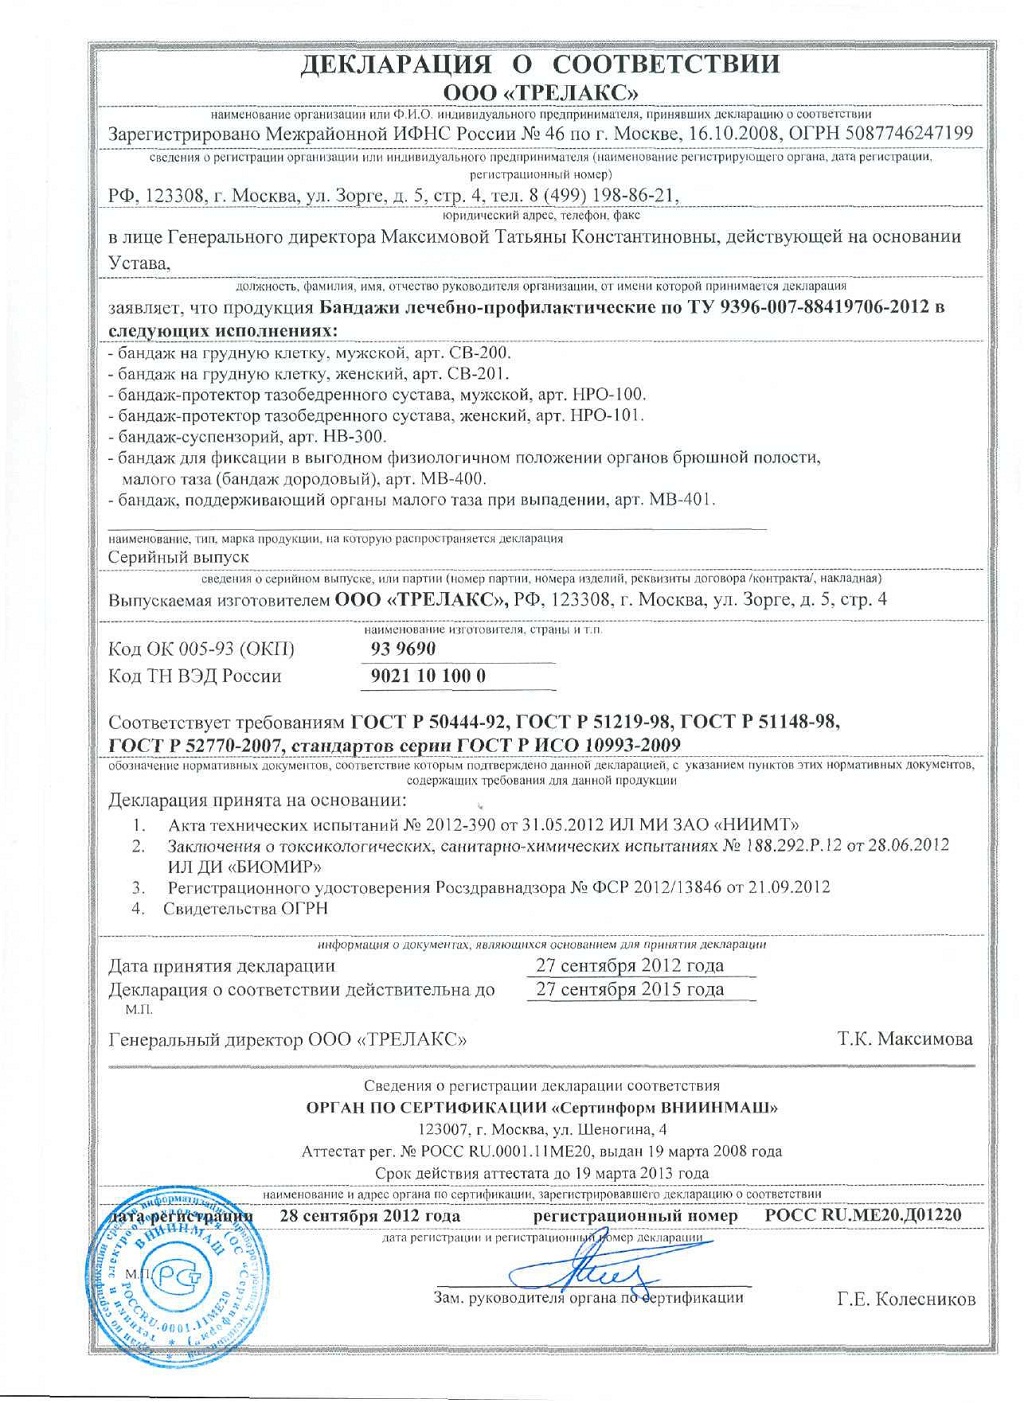 ДЕКЛАРАЦИЯ О СООТВЕТСТВИИ
ООО «ТРЕЛАКС»
наименование организации или Ф.И.О. индивидуального предпринимателя, принявших декларацию о соответствии
Зарегистрировано Межрайонной ИФНС России № 46 по г. Москве, 16.10.2008, ОГРН 5087746247199
сведения о регистрации организации или индивидуального предпринимателя (наименование регистрирующего органа, дата регистрации,
регистрационный номер)
РФ, 123308, г. Москва, ул. Зорге, д. 5, стр. 4, тел. 8 (499) 198-86-21,
юридический адрес, телефон, факс
в лице Генерального директора Максимовой Татьяны Константиновны, действующей на основании
Устава,
должность, фамилия, имя, отчество руководителя организации, от имени которой принимается декларация
заявляет, что продукция Бандажи лечебно-профилактические по ТУ 9396-007-88419706-2012 в
следующих исполнениях:
- бандаж на грудную клетку, мужской, арт. СВ-200.
- бандаж на грудную клетку, женский, арт. СВ-201.
- бандаж-протектор тазобедренного сустава, мужской, арт. НРО-100.
- бандаж-протектор тазобедренного сустава, женский, арт. НРО-101.
- бандаж-суспензорий, арт. НВ-300.
- бандаж для фиксации в выгодном физиологичном положении органов брюшной полости,
малого таза (бандаж дородовый), арт. МВ-400.
- бандаж, поддерживающий органы малого таза при выпадении, арт. МВ-401.
наименование, тип, марка продукции, на которую распространяется декларация
Серийный выпуск
сведения о серийном выпуске, или партии (номер партии, номера изделий, реквизиты договора /контракта/, накладная)
Выпускаемая изготовителем ООО «ТРЕЛАКС», РФ, 123308, г. Москва, ул. Зорге, д. 5, стр. 4
наименование изготовителя, страны и т.п.
Код ОК 005-93 (ОКП) 93 9690
Код ТН ВЭД России 9021 10 100 0
Соответствует требованиям ГОСТ Р 50444-92, ГОСТ Р 51219-98, ГОСТ Р 51148-98,
ГОСТ Р 52770-2007, стандартов серии ГОСТ Р ИСО 10993-2009
обозначение нормативных документов, соответствие которым подтверждено данной декларацией, с указанием пунктов этих нормативных документов,
содержащих требования для данной продукции
Декларация принята на основании:
1. Акта технических испытаний № 2012-390 от 31.05.2012 ИЛ МИ ЗАО «НИИМТ»
2. Заключения о токсикологических, санитарно-химических испытаниях № 188.292.Р.12 от 28.06.2012
ИЛ ДИ «БИОМИР»
3. Регистрационного удостоверения Росздравнадзора № ФСР 2012/13846 от 21.09.2012
4. Свидетельства ОГРН
информация о документах, являющихся основанием для принятия декларации
Дата принятия декларации 27 сентября 2012 года
Декларация о соответствии действительна до 27 сентября 2015 года
М.П.
Генеральный директор ООО «ТРЕЛАКС» Т.К. Максимова
Сведения о регистрации декларации соответствия
ОРГАН ПО СЕРТИФИКАЦИИ «Сертинформ ВНИИНМАШ»
123007, г. Москва, ул. Шеногина, 4
Аттестат рег. № РОСС RU.0001.11МЕ20, выдан 19 марта 2008 года
Срок действия аттестата до 19 марта 2013 года
наименование и адрес органа по сертификации, зарегистрировавшего декларацию о соответствии
дата регистрации 28 сентября 2012 года регистрационный номер РОСС RU.МЕ20.Д01220
дата регистрации и регистрационный номер декларации
М.П.
Зам. руководителя органа по сертификации Г.Е. Колесников
ВНИИНМАШ
РОСС RU.0001.11МЕ20